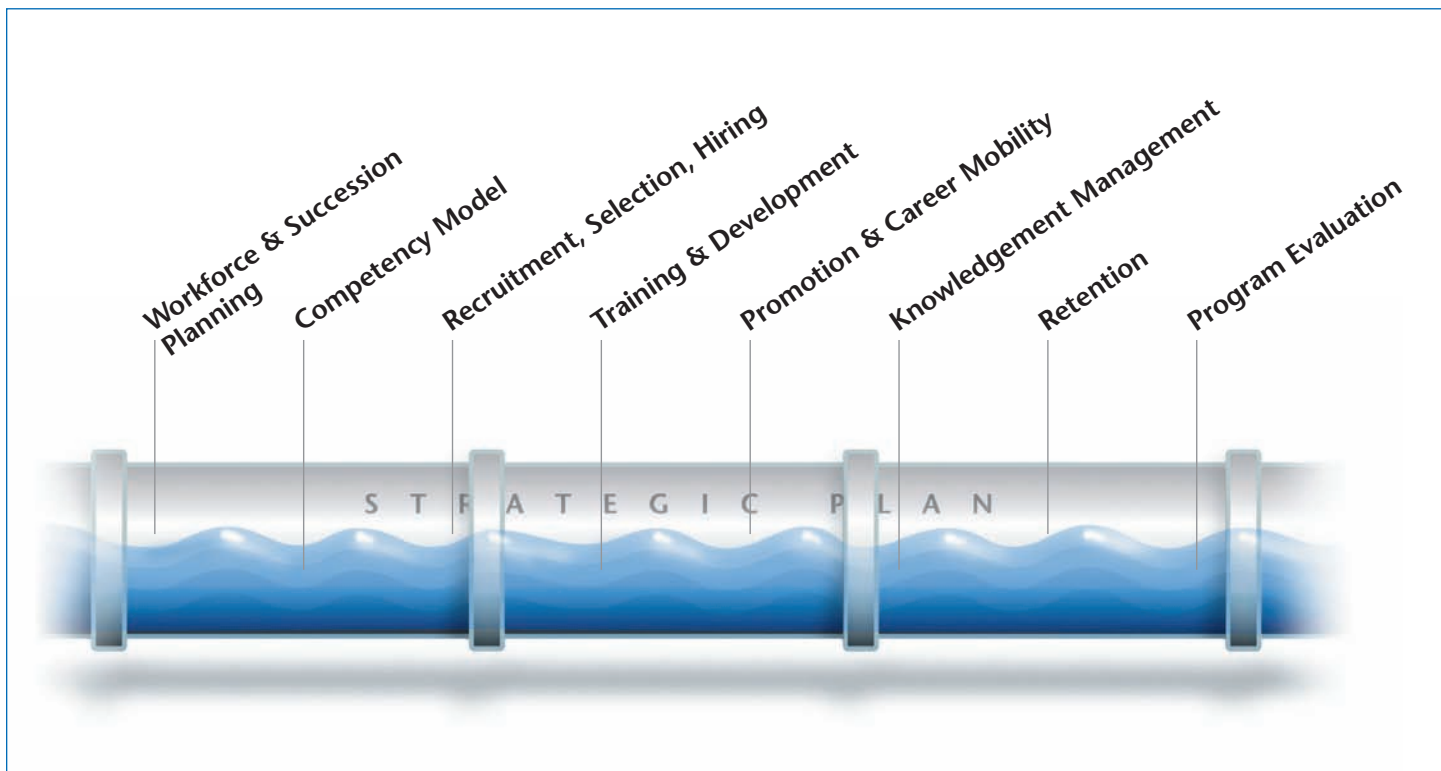 Workforce & Succession
Planning
Competency Model
Recruitment, Selection, Hiring
Training & Development
Promotion & Career Mobility
Knowledgement Management
Retention
Program Evaluation
STRATEGIC PLAN